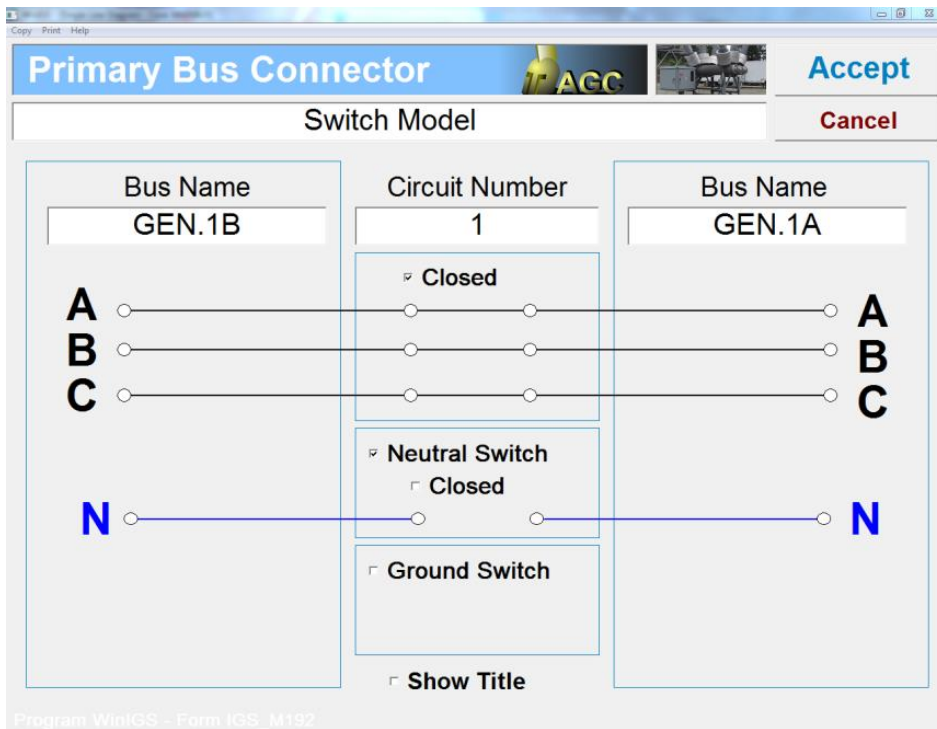 Copy Print Help
Primary Bus Connector
AGC
Accept
Switch Model
Cancel
Bus Name
Circuit Number
Bus Name
GEN.1B
1
GEN.1A
Closed
A
A
B
B
C
C
Neutral Switch
Closed
N
N
Ground Switch
Show Title
Program WinIGS - Form IGS_M192